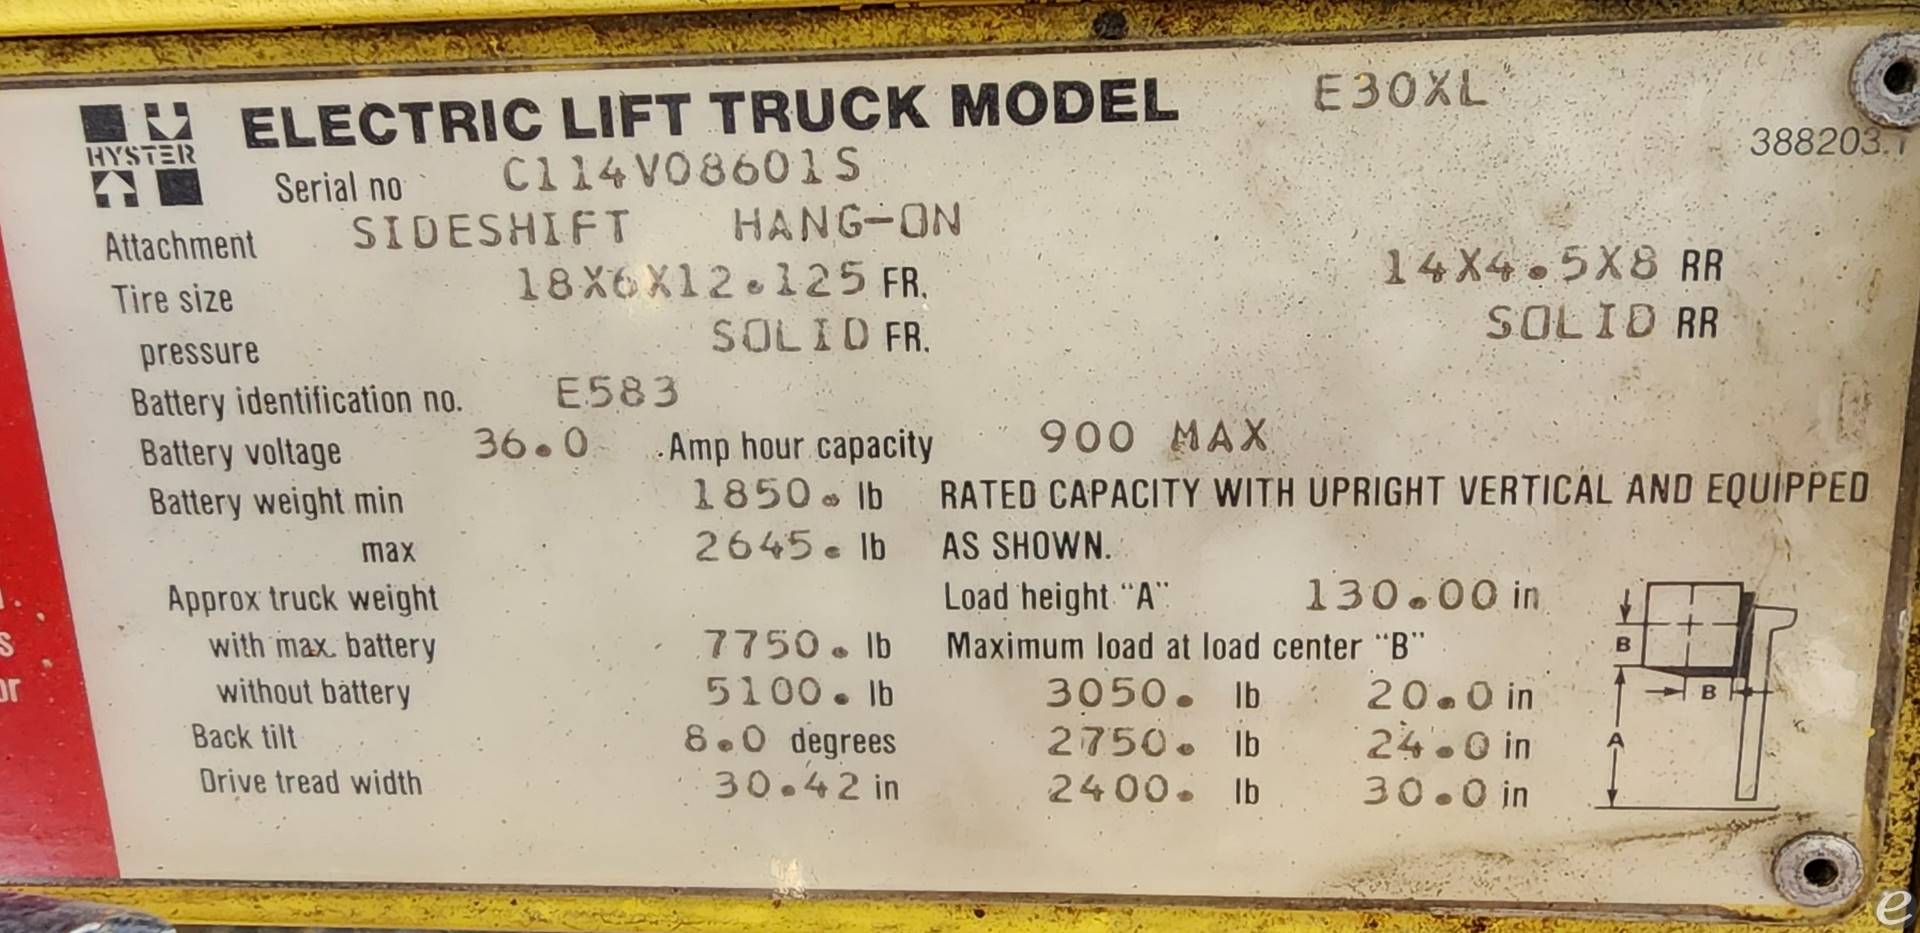 HYSTER
ELECTRIC LIFT TRUCK MODEL E30XL
388203.1
Serial no C114V08601S
Attachment SIDESHIFT HANG-ON
Tire size 18X6X12.125 FR. 14X4.5X8 RR
pressure SOLID FR. SOLID RR
Battery identification no. E583
Battery voltage 36.0 Amp hour capacity 900 MAX
Battery weight min 1850. lb RATED CAPACITY WITH UPRIGHT VERTICAL AND EQUIPPED
max 2645. lb AS SHOWN.
Approx truck weight Load height "A" 130.00 in
with max. battery 7750. lb Maximum load at load center "B"
B
without battery 5100. lb 3050. lb 20.0 in
B
Back tilt 8.0 degrees 2750. lb 24.0 in
A
Drive tread width 30.42 in 2400. lb 30.0 in
e